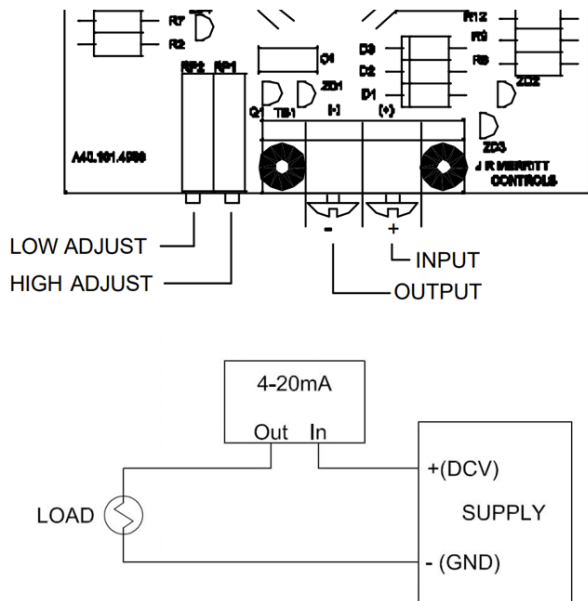 R7
R2
R12
R9
R8
RP2 RP1
C1
D3
D2
D1
ZD1
ZD2
Q1 TB1 (-) (+)
ZD3
J R MERRITT
CONTROLS
- +
LOW ADJUST
HIGH ADJUST
INPUT
OUTPUT
4-20mA
Out In
+(DCV)
LOAD
SUPPLY
- (GND)